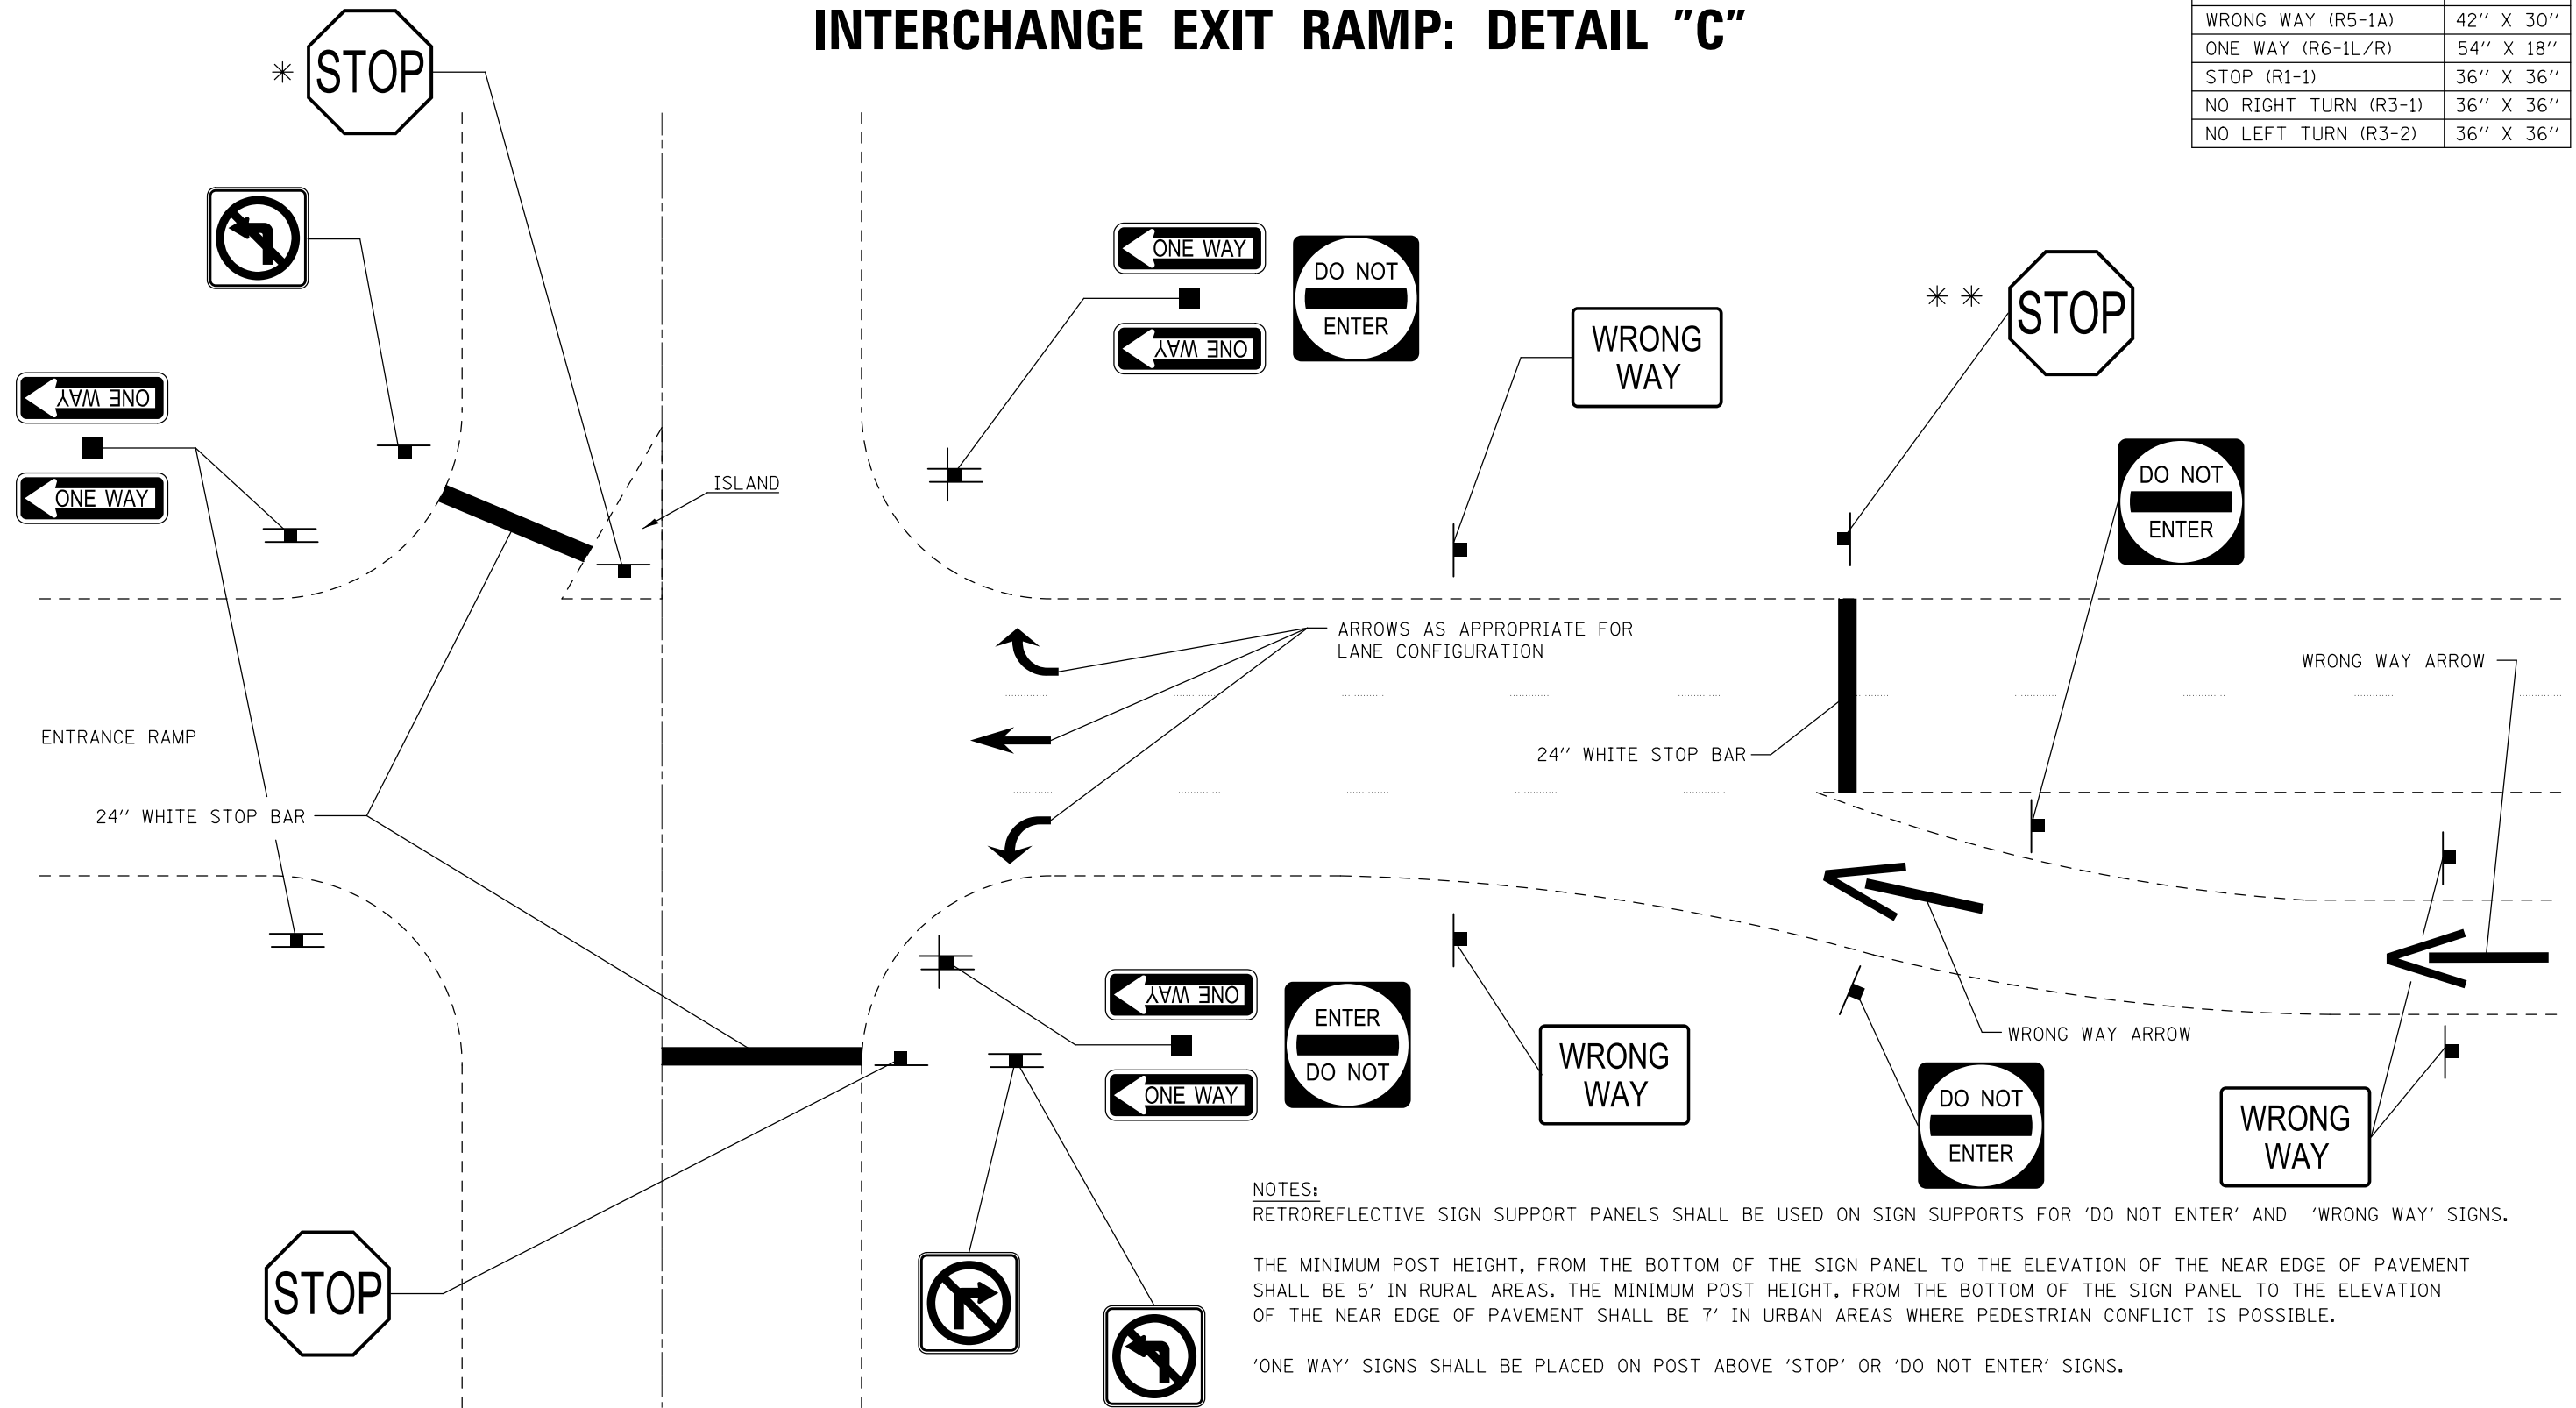 INTERCHANGE EXIT RAMP: DETAIL "C"
WRONG WAY (R5-1A) 42" X 30"
ONE WAY (R6-1L/R) 54" X 18"
STOP (R1-1) 36" X 36"
NO RIGHT TURN (R3-1) 36" X 36"
NO LEFT TURN (R3-2) 36" X 36"
* STOP
ONE WAY
ONE WAY
DO NOT
ENTER
WRONG
WAY
* * STOP
ONE WAY
ONE WAY
DO NOT
ENTER
ISLAND
ARROWS AS APPROPRIATE FOR
LANE CONFIGURATION
WRONG WAY ARROW
ENTRANCE RAMP
24" WHITE STOP BAR
24" WHITE STOP BAR
ONE WAY
ONE WAY
ENTER
DO NOT
WRONG
WAY
WRONG WAY ARROW
DO NOT
ENTER
WRONG
WAY
STOP
NOTES:
RETROREFLECTIVE SIGN SUPPORT PANELS SHALL BE USED ON SIGN SUPPORTS FOR 'DO NOT ENTER' AND 'WRONG WAY' SIGNS.
THE MINIMUM POST HEIGHT, FROM THE BOTTOM OF THE SIGN PANEL TO THE ELEVATION OF THE NEAR EDGE OF PAVEMENT
SHALL BE 5' IN RURAL AREAS. THE MINIMUM POST HEIGHT, FROM THE BOTTOM OF THE SIGN PANEL TO THE ELEVATION
OF THE NEAR EDGE OF PAVEMENT SHALL BE 7' IN URBAN AREAS WHERE PEDESTRIAN CONFLICT IS POSSIBLE.
'ONE WAY' SIGNS SHALL BE PLACED ON POST ABOVE 'STOP' OR 'DO NOT ENTER' SIGNS.